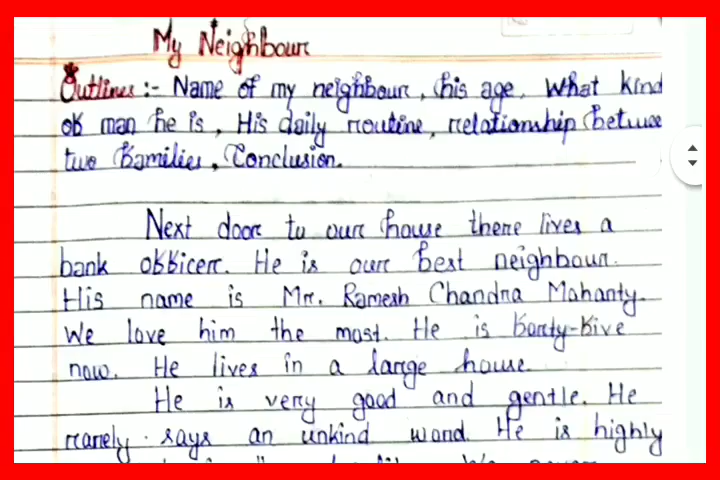 My Neighbour
Outlines :- Name of my neighbour, his age, What kind
of man he is, His daily routine, relationship between
two families, Conclusion.
Next door to our house there lives a
bank officer. He is our best neighbour.
His name is Mr. Ramesh Chandra Mohanty.
We love him the most. He is forty-five
now. He lives in a large house.
He is very good and gentle. He
rarely says an unkind word. He is highly